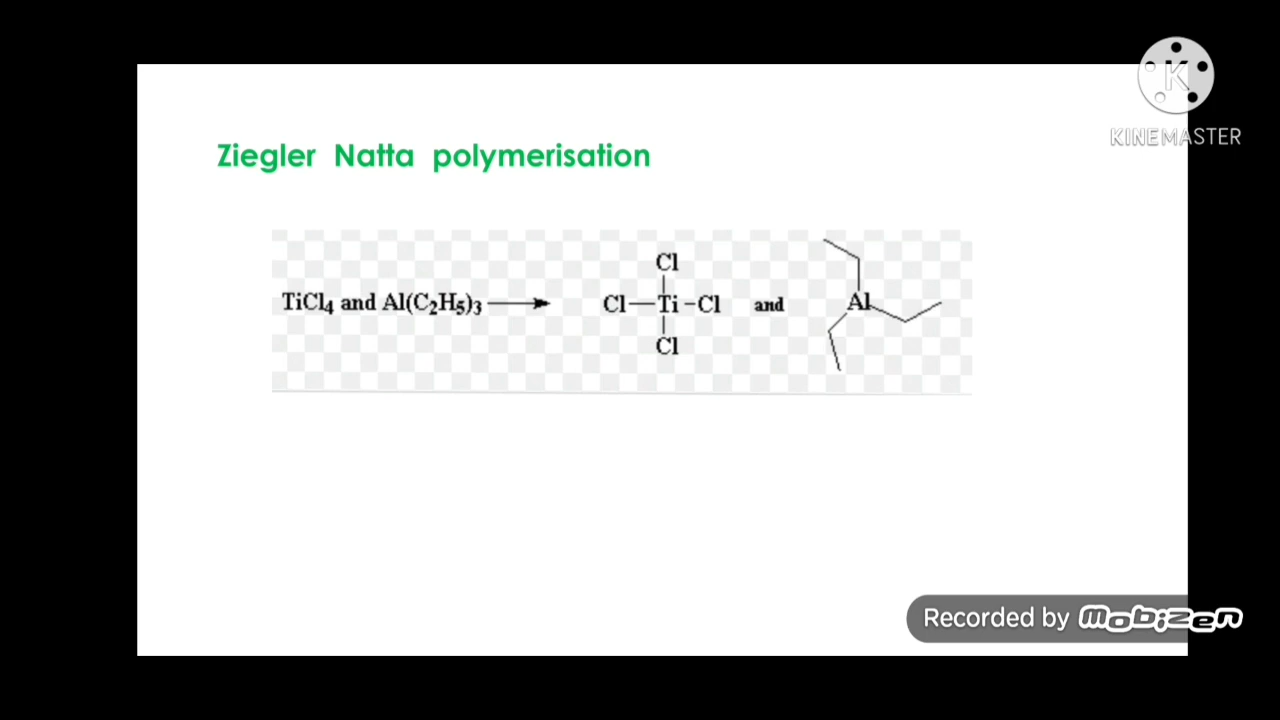 KINEMASTER
Ziegler Natta polymerisation
TiCl4 and Al(C2H5)3
Cl
Cl—Ti–Cl and Al
Cl
Recorded by Mobizen